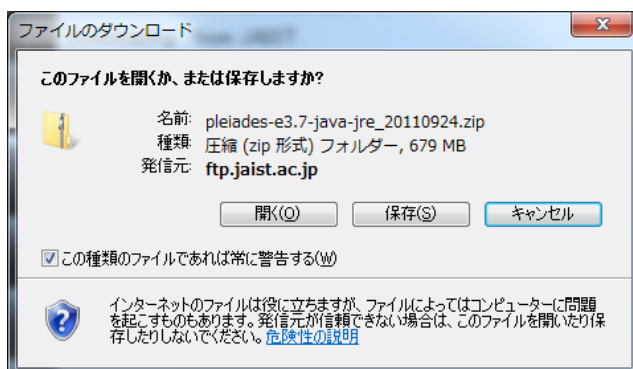 ファイルのダウンロード
このファイルを開くか、または保存しますか?
名前: pleiades-e3.7-java-jre_20110924.zip
種類: 圧縮 (zip 形式) フォルダー, 679 MB
発信元: ftp.jaist.ac.jp
開く(O) 保存(S) キャンセル
この種類のファイルであれば常に警告する(W)
インターネットのファイルは役に立ちますが、ファイルによってはコンピューターに問題
を起こすものもあります。発信元が信頼できない場合は、このファイルを開いたり保
存したりしないでください。危険性の説明